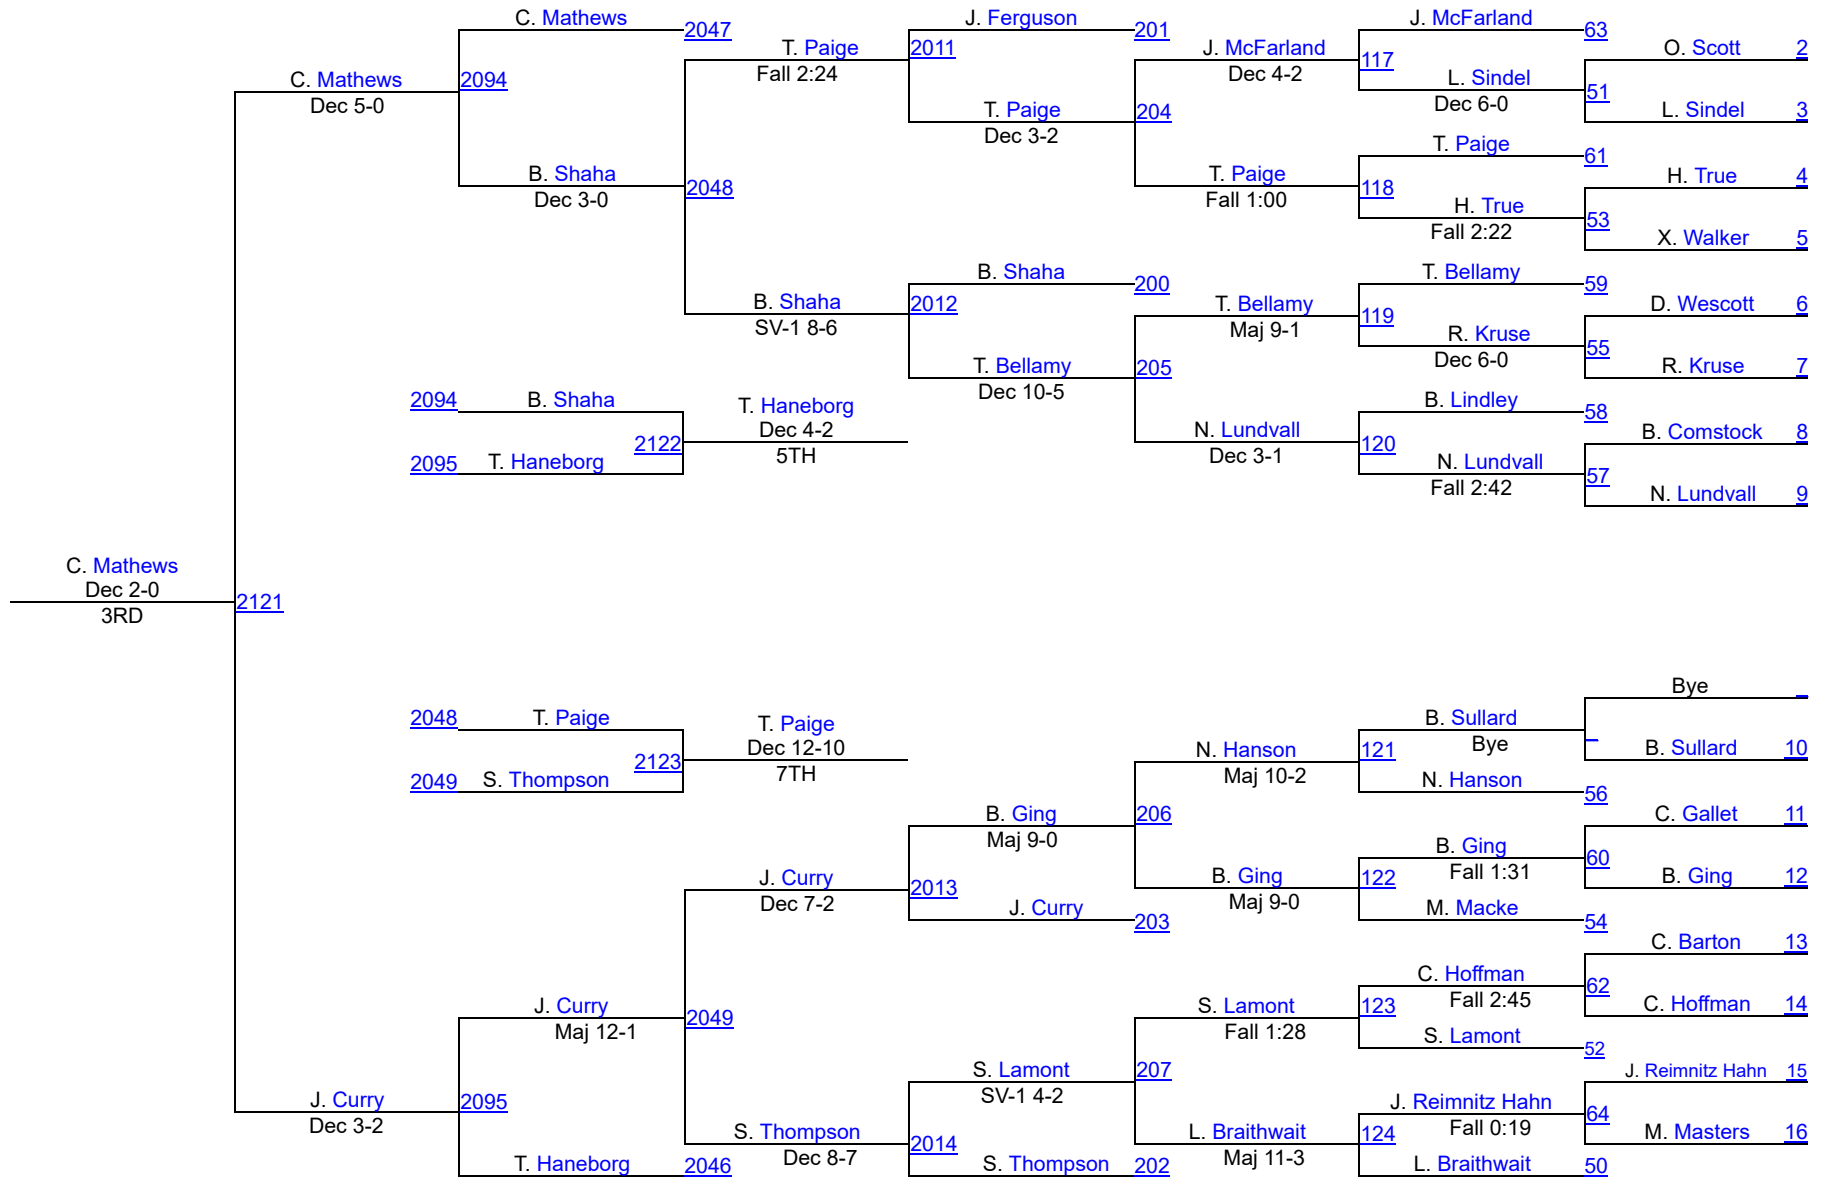 C. Mathews
2047
J. Ferguson
201
J. McFarland
63
T. Paige
2011
J. McFarland
O. Scott
2
Fall 2:24
Dec 4-2
117
C. Mathews
2094
L. Sindel
51
Dec 5-0
Dec 6-0
T. Paige
204
L. Sindel
3
Dec 3-2
T. Paige
61
B. Shaha
2048
T. Paige
118
H. True
4
Dec 3-0
Fall 1:00
H. True
53
Fall 2:22
X. Walker
5
B. Shaha
200
T. Bellamy
59
B. Shaha
2012
T. Bellamy
119
D. Wescott
6
SV-1 8-6
Maj 9-1
R. Kruse
55
Dec 6-0
T. Bellamy
205
R. Kruse
7
Dec 10-5
2094
B. Shaha
T. Haneborg
B. Lindley
58
Dec 4-2
N. Lundvall
120
B. Comstock
8
2122
5TH
Dec 3-1
2095
T. Haneborg
N. Lundvall
57
Fall 2:42
N. Lundvall
9
C. Mathews
Dec 2-0
2121
3RD
Bye
2048
T. Paige
T. Paige
B. Sullard
Dec 12-10
N. Hanson
121
Bye
B. Sullard
10
2123
7TH
Maj 10-2
2049
S. Thompson
N. Hanson
56
B. Ging
206
C. Gallet
11
Maj 9-0
B. Ging
60
Fall 1:31
J. Curry
2013
B. Ging
122
B. Ging
12
Dec 7-2
Maj 9-0
J. Curry
203
M. Macke
54
C. Barton
13
C. Hoffman
62
Fall 2:45
J. Curry
2049
S. Lamont
123
C. Hoffman
14
Maj 12-1
Fall 1:28
S. Lamont
52
S. Lamont
207
J. Reimnitz Hahn
15
SV-1 4-2
J. Curry
2095
J. Reimnitz Hahn
64
Dec 3-2
Fall 0:19
S. Thompson
2014
L. Braithwait
124
M. Masters
16
Dec 8-7
Maj 11-3
T. Haneborg
2046
S. Thompson
202
L. Braithwait
50